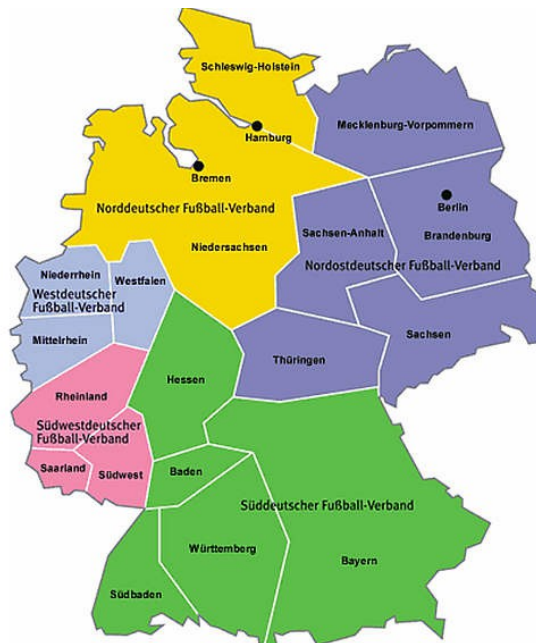 Schleswig-Holstein
Mecklenburg-Vorpommern
Hamburg
Bremen
Berlin
Norddeutscher Fußball-Verband
Sachsen-Anhalt
Brandenburg
Niedersachsen
Nordostdeutscher Fußball-Verband
Niederrhein
Westfalen
Westdeutscher
Fußball-Verband
Sachsen
Mittelrhein
Thüringen
Hessen
Rheinland
Südwestdeutscher
Fußball-Verband
Saarland
Südwest
Baden
Süddeutscher Fußball-Verband
Württemberg
Bayern
Südbaden